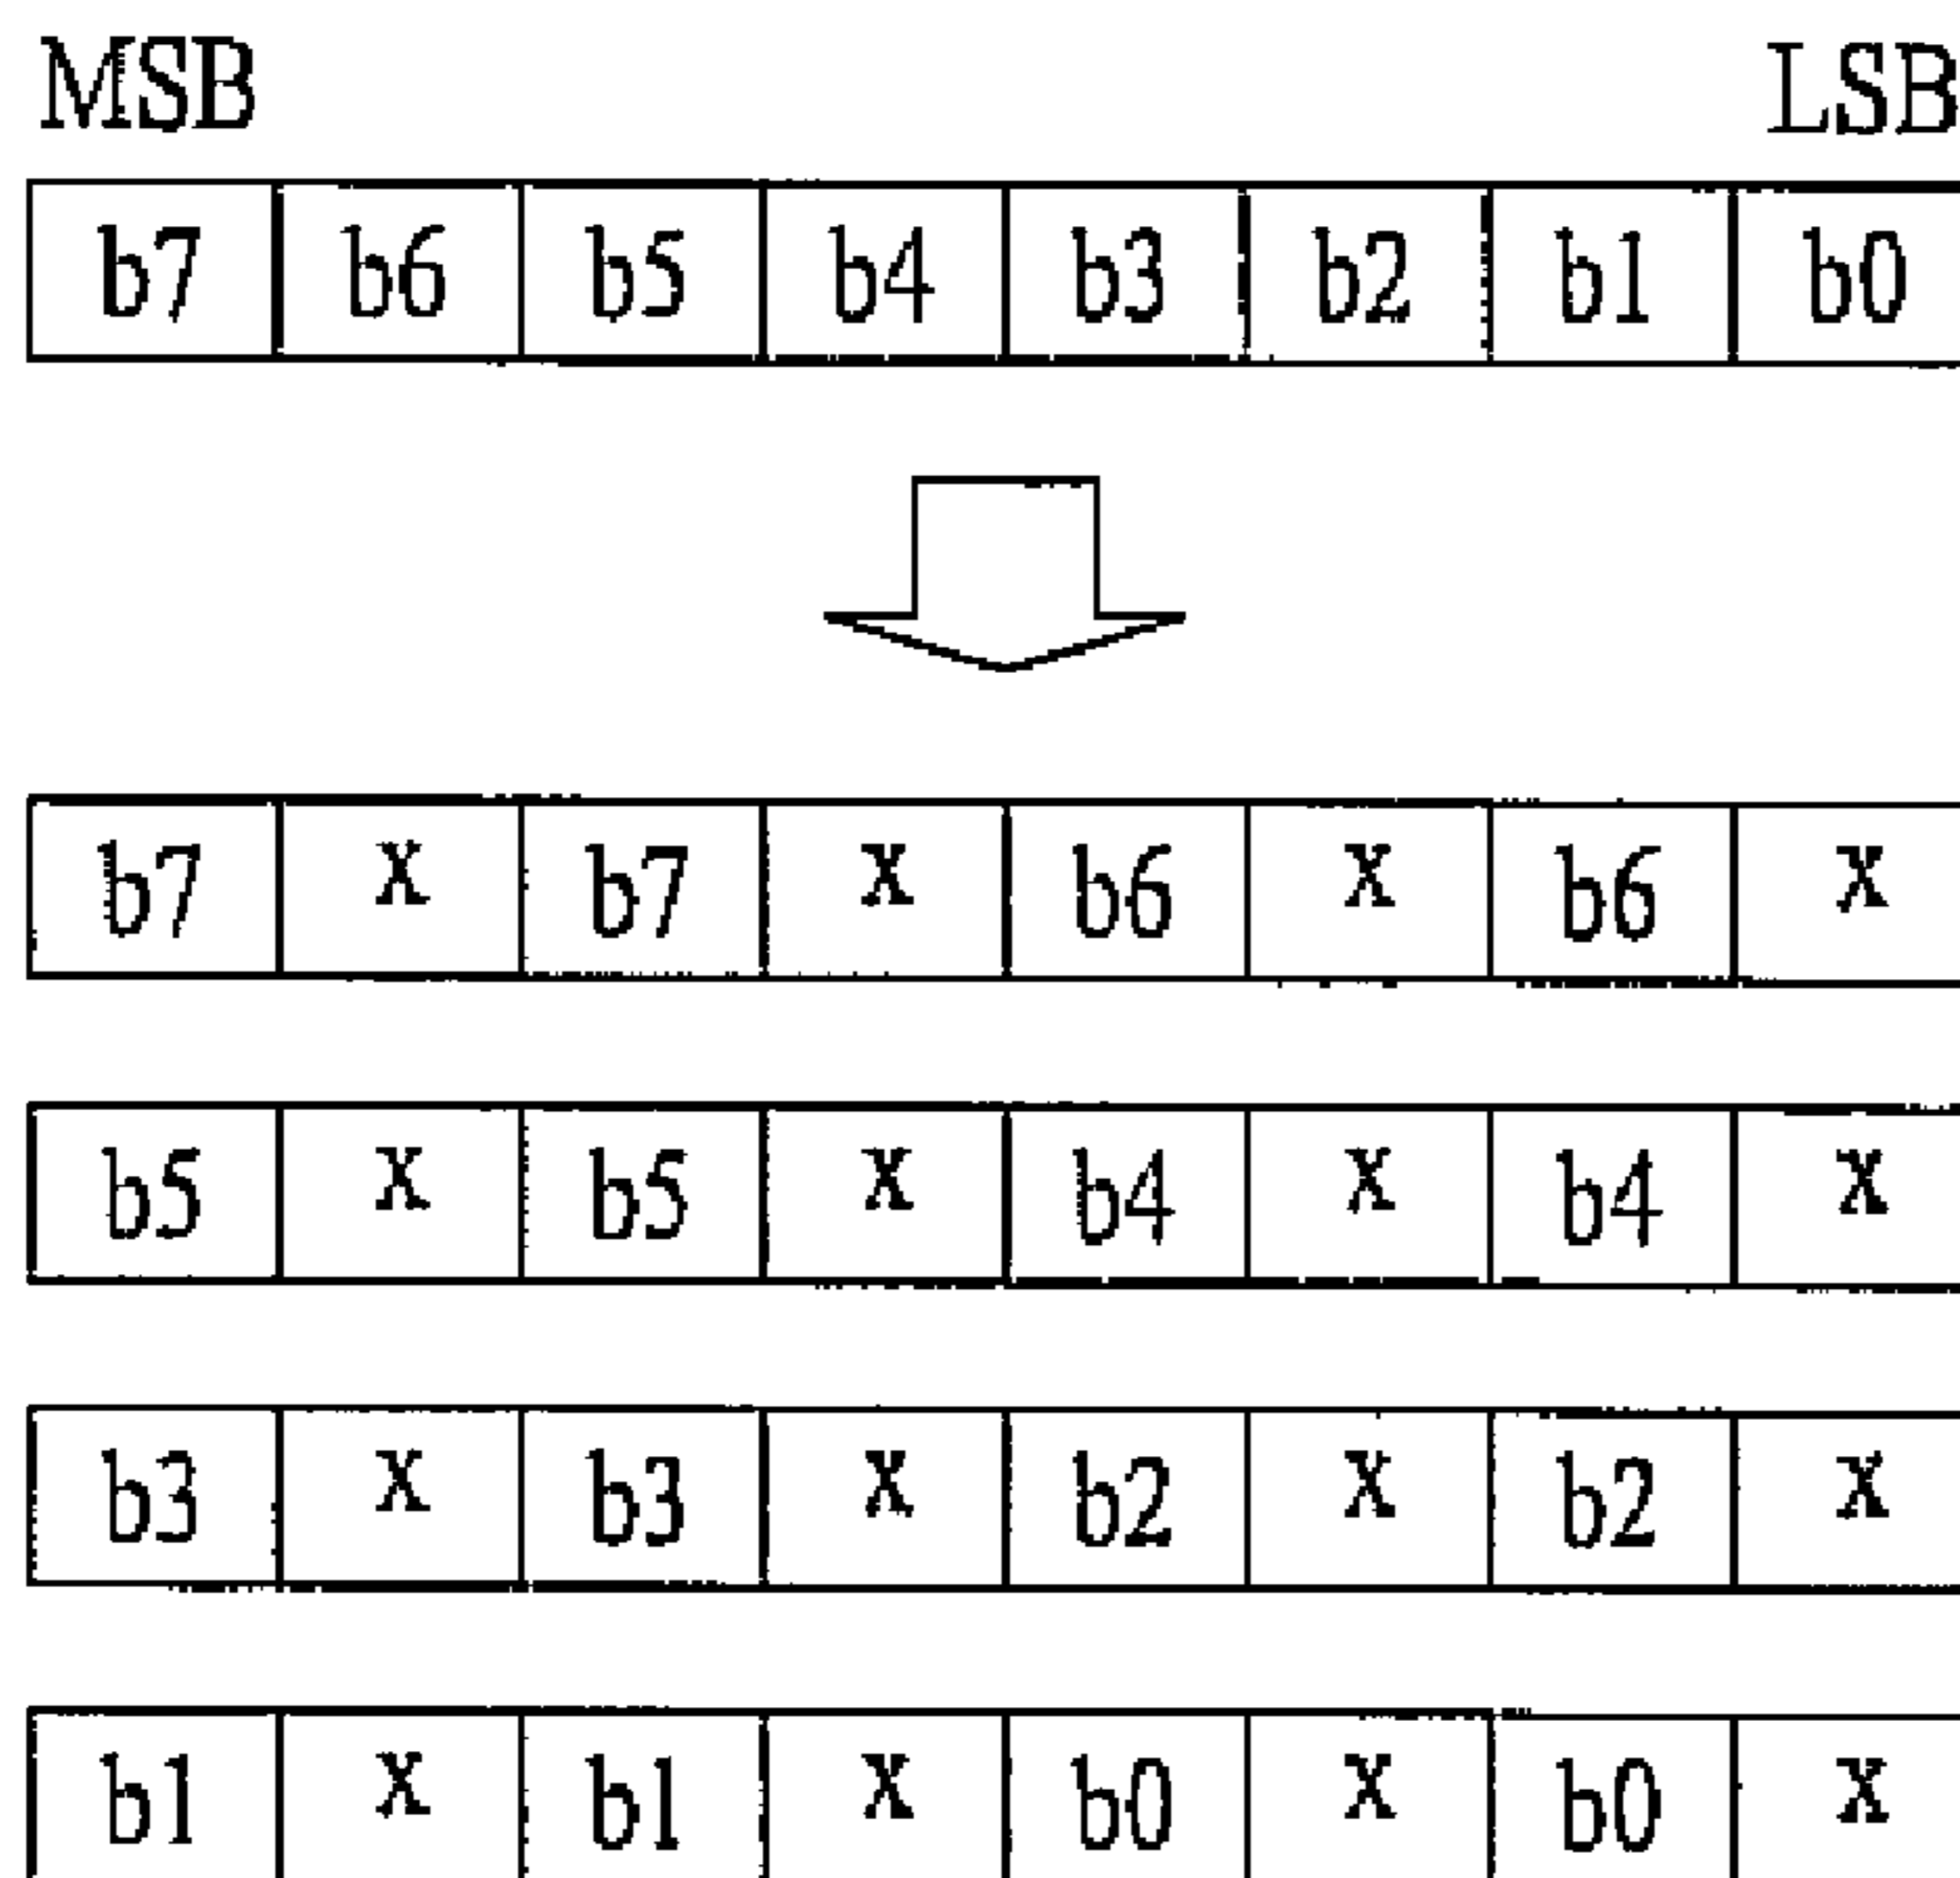 MSB LSB
b7 b6 b5 b4 b3 b2 b1 b0
b7 x b7 x b6 x b6 x
b5 x b5 x b4 x b4 x
b3 x b3 x b2 x b2 x
b1 x b1 x b0 x b0 x